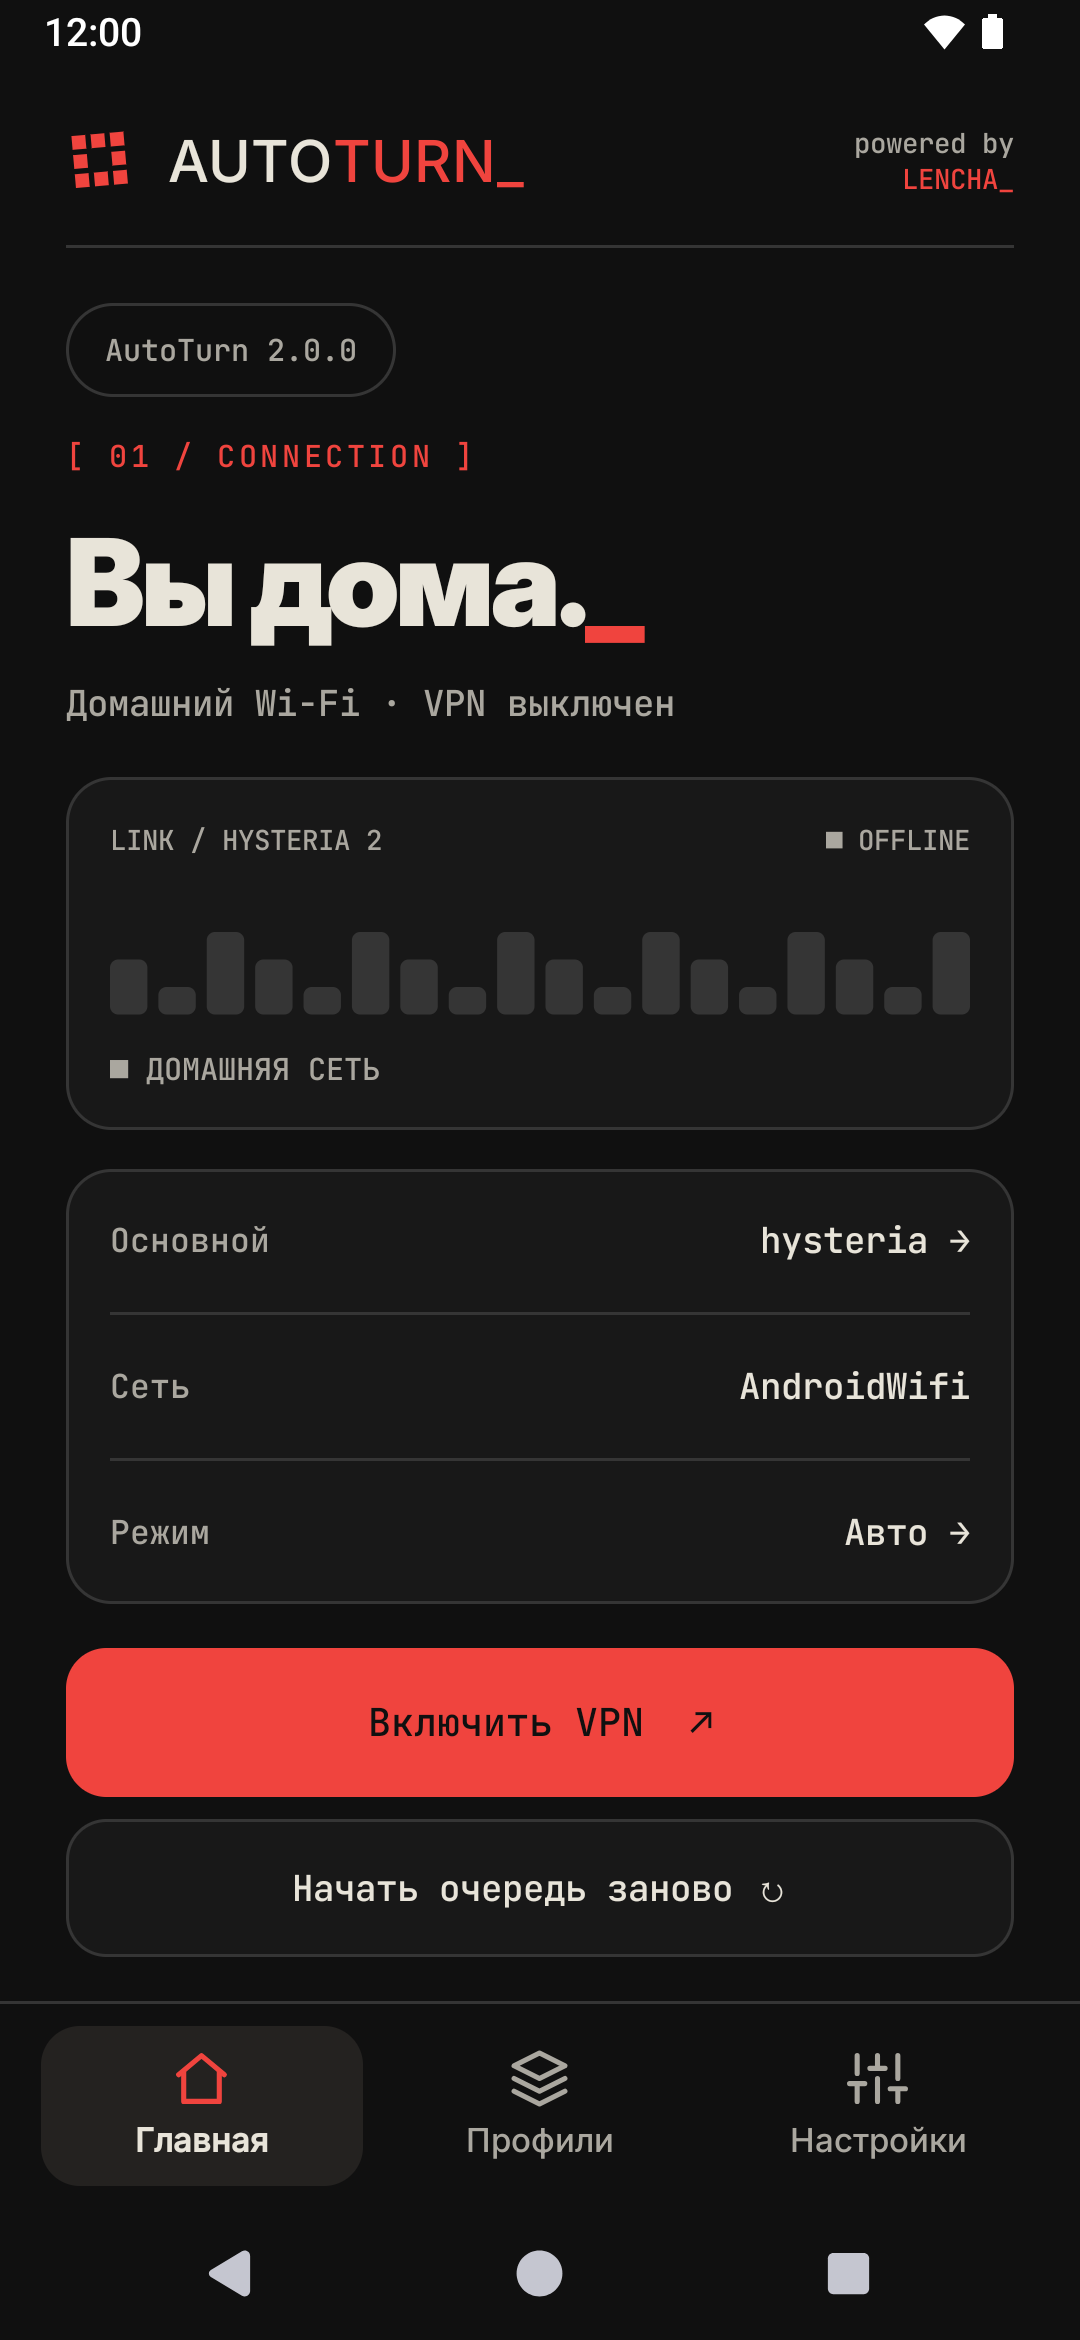 12:00
AUTOTURN_
powered by
LENCHA_
AutoTurn 2.0.0
[ 01 / CONNECTION ]
Вы дома._
Домашний Wi-Fi · VPN выключен
LINK / HYSTERIA 2
■ OFFLINE
■ ДОМАШНЯЯ СЕТЬ
Основной
hysteria →
Сеть
AndroidWifi
Режим
Авто →
Включить VPN ↗
Начать очередь заново ↻
Главная
Профили
Настройки